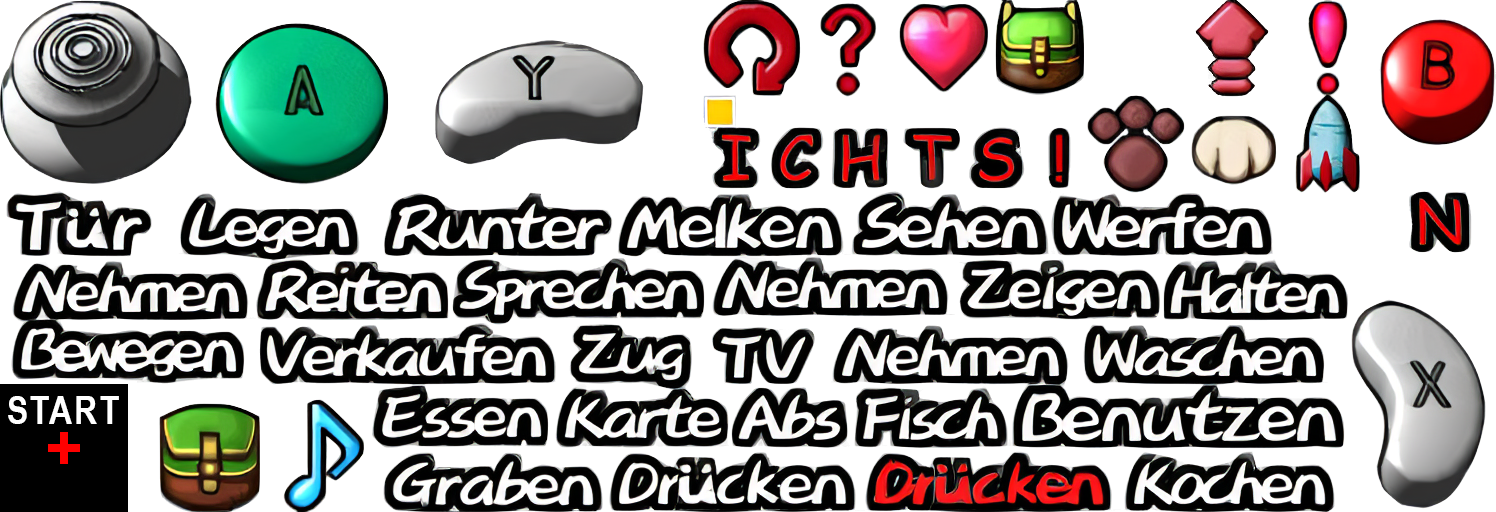 A Y B
I C H T S !
N
Tür Legen Runter Melken Sehen Werfen
Nehmen Reiten Sprechen Nehmen Zeigen Halten
Bewegen Verkaufen Zug TV Nehmen Waschen
X
START
Essen Karte Abs Fisch Benutzen
Graben Drücken Drücken Kochen